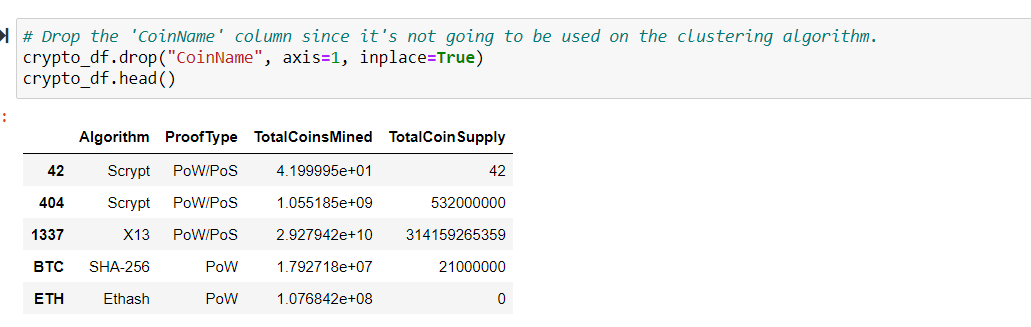 # Drop the 'CoinName' column since it's not going to be used on the clustering algorithm.
crypto_df.drop("CoinName", axis=1, inplace=True)
crypto_df.head()
:
Algorithm ProofType TotalCoinsMined TotalCoinSupply
42 Scrypt PoW/PoS 4.199995e+01 42
404 Scrypt PoW/PoS 1.055185e+09 532000000
1337 X13 PoW/PoS 2.927942e+10 314159265359
BTC SHA-256 PoW 1.792718e+07 21000000
ETH Ethash PoW 1.076842e+08 0